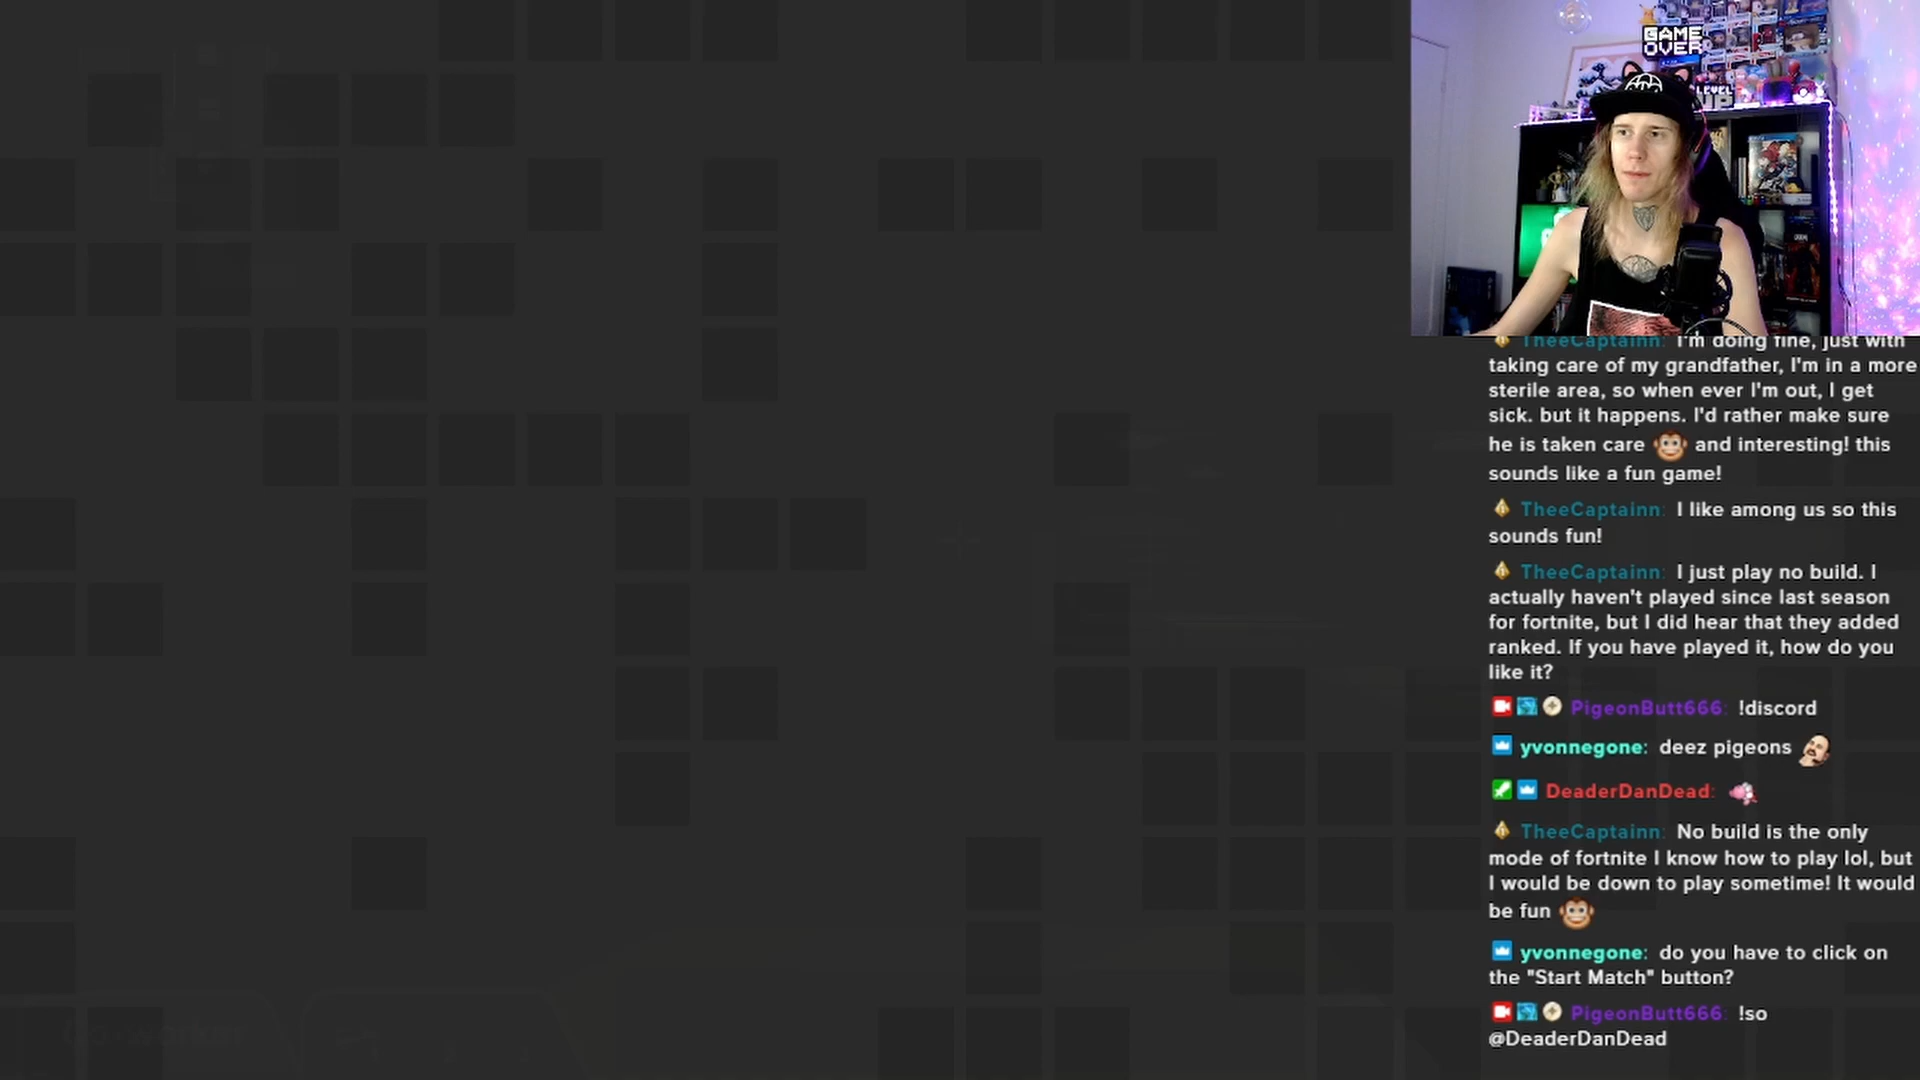 GAME
OVER
LEVEL
UP
TheeCaptainn: I'm doing fine, just with
taking care of my grandfather, I'm in a more
sterile area, so when ever I'm out, I get
sick. but it happens. I'd rather make sure
he is taken care and interesting! this
sounds like a fun game!
TheeCaptainn: I like among us so this
sounds fun!
TheeCaptainn: I just play no build. I
actually haven't played since last season
for fortnite, but I did hear that they added
ranked. If you have played it, how do you
like it?
PigeonButt666: !discord
yvonnegone: deez pigeons
DeaderDanDead:
TheeCaptainn: No build is the only
mode of fortnite I know how to play lol, but
I would be down to play sometime! It would
be fun
yvonnegone: do you have to click on
the "Start Match" button?
PigeonButt666: !so
@DeaderDanDead